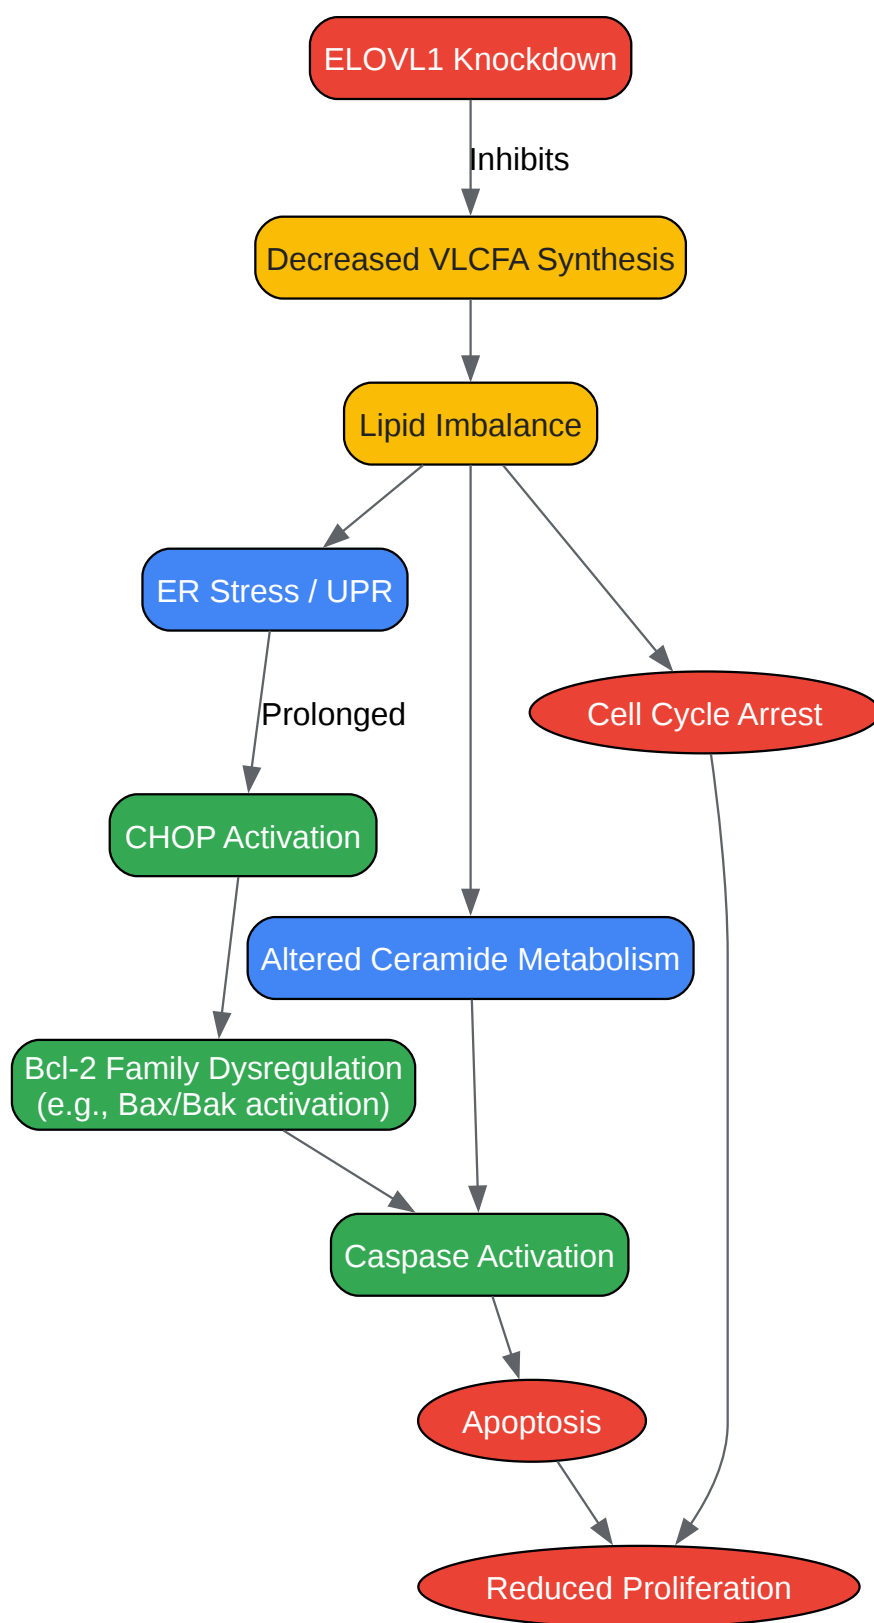 ELOVL1 Knockdown
Inhibits
Decreased VLCFA Synthesis
Lipid Imbalance
ER Stress / UPR
Cell Cycle Arrest
Prolonged
CHOP Activation
Altered Ceramide Metabolism
Bcl-2 Family Dysregulation
(e.g., Bax/Bak activation)
Caspase Activation
Apoptosis
Reduced Proliferation